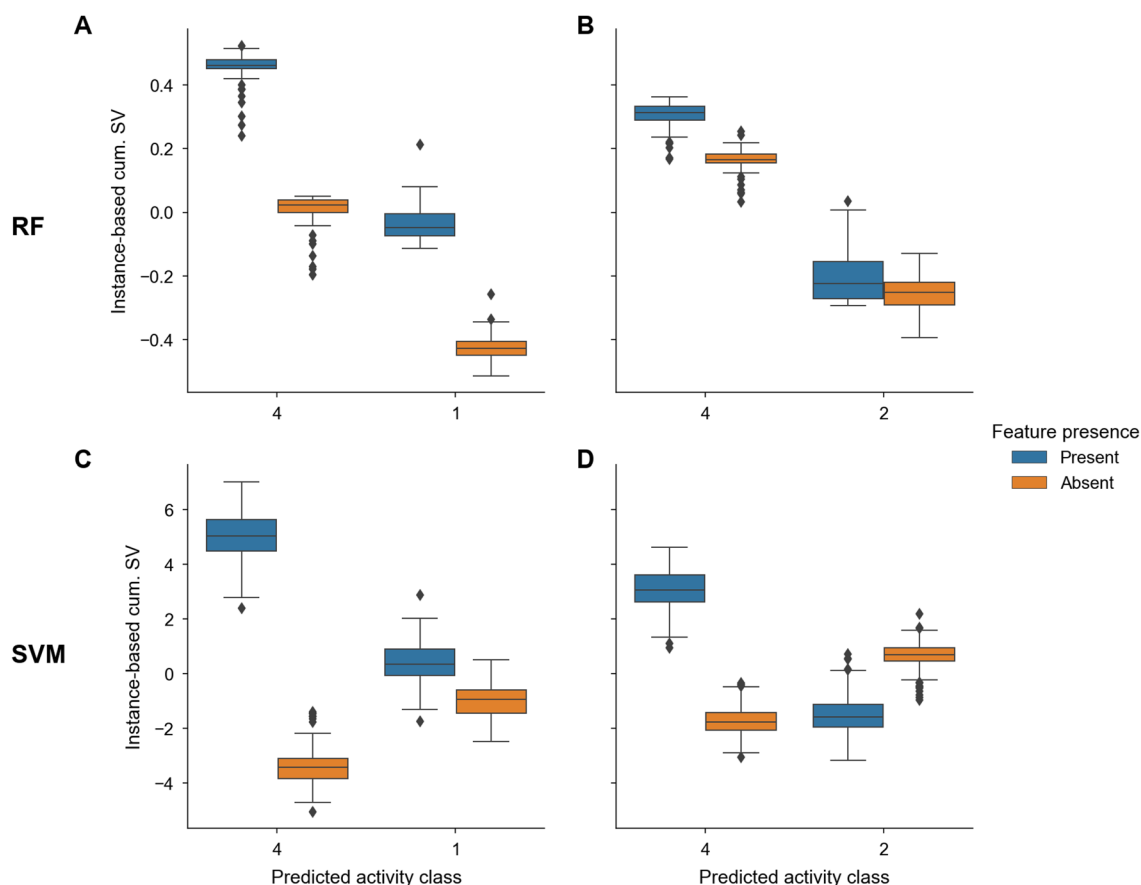 A
B
RF
Instance-based cum. SV
0.4
0.2
0.0
−0.2
−0.4
4
1
4
2
Feature presence
Present
Absent
C
D
SVM
Instance-based cum. SV
6
4
2
0
−2
−4
4
1
4
2
Predicted activity class
Predicted activity class